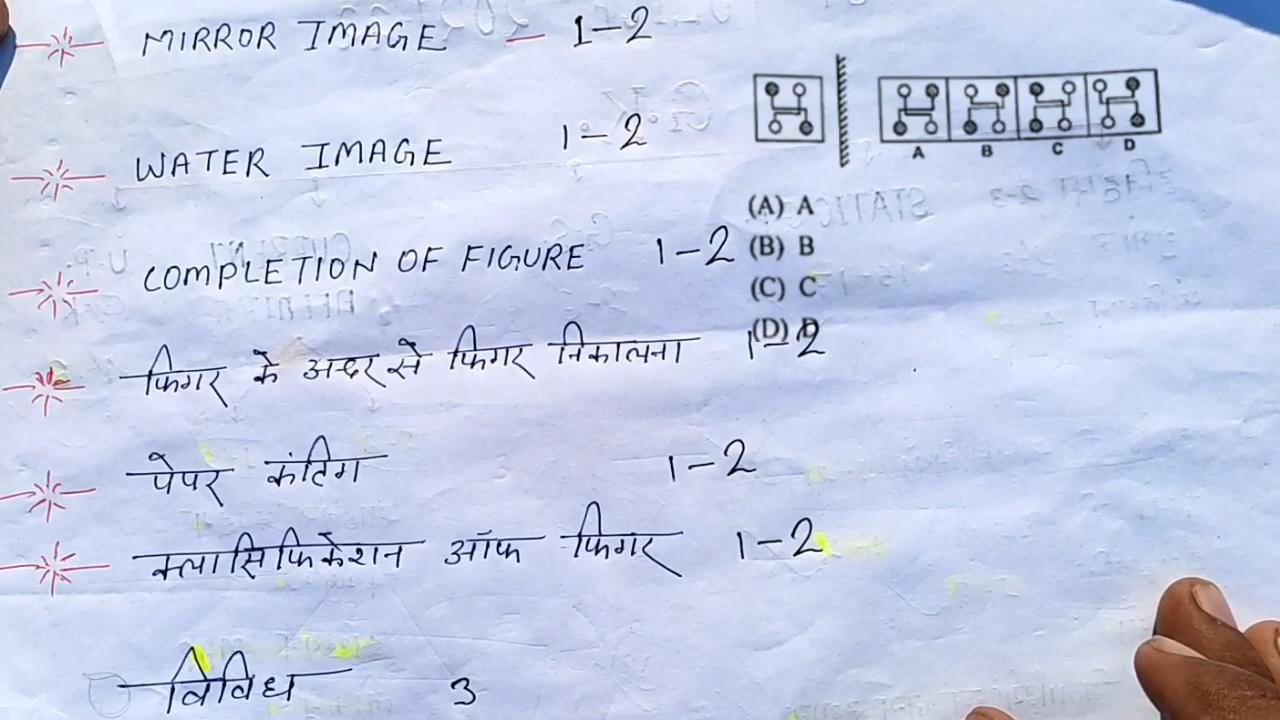 MIRROR IMAGE - 1-2
WATER IMAGE 1-2
A B C D
(A) A
(B) B
(C) C
(D) D
COMPLETION OF FIGURE 1-2
फिगर के अन्दर से फिगर निकालना 1-2
पेपर कंटिग 1-2
क्लासिफिकेशन ऑफ फिगर 1-2
विविध 3